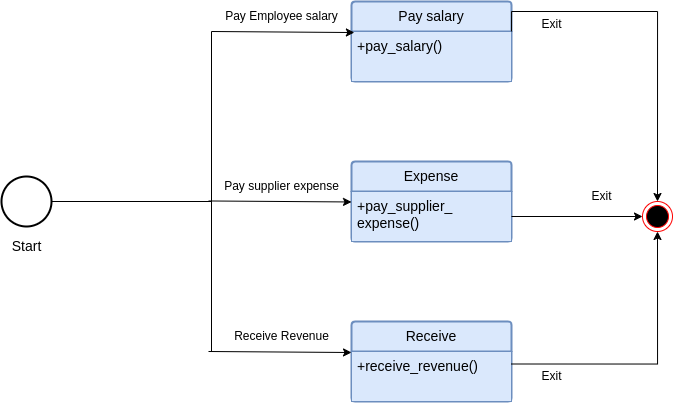 Pay Employee salary
Pay salary
Exit
+pay_salary()
Pay supplier expense
Expense
Exit
+pay_supplier_
expense()
Start
Receive Revenue
Receive
+receive_revenue()
Exit